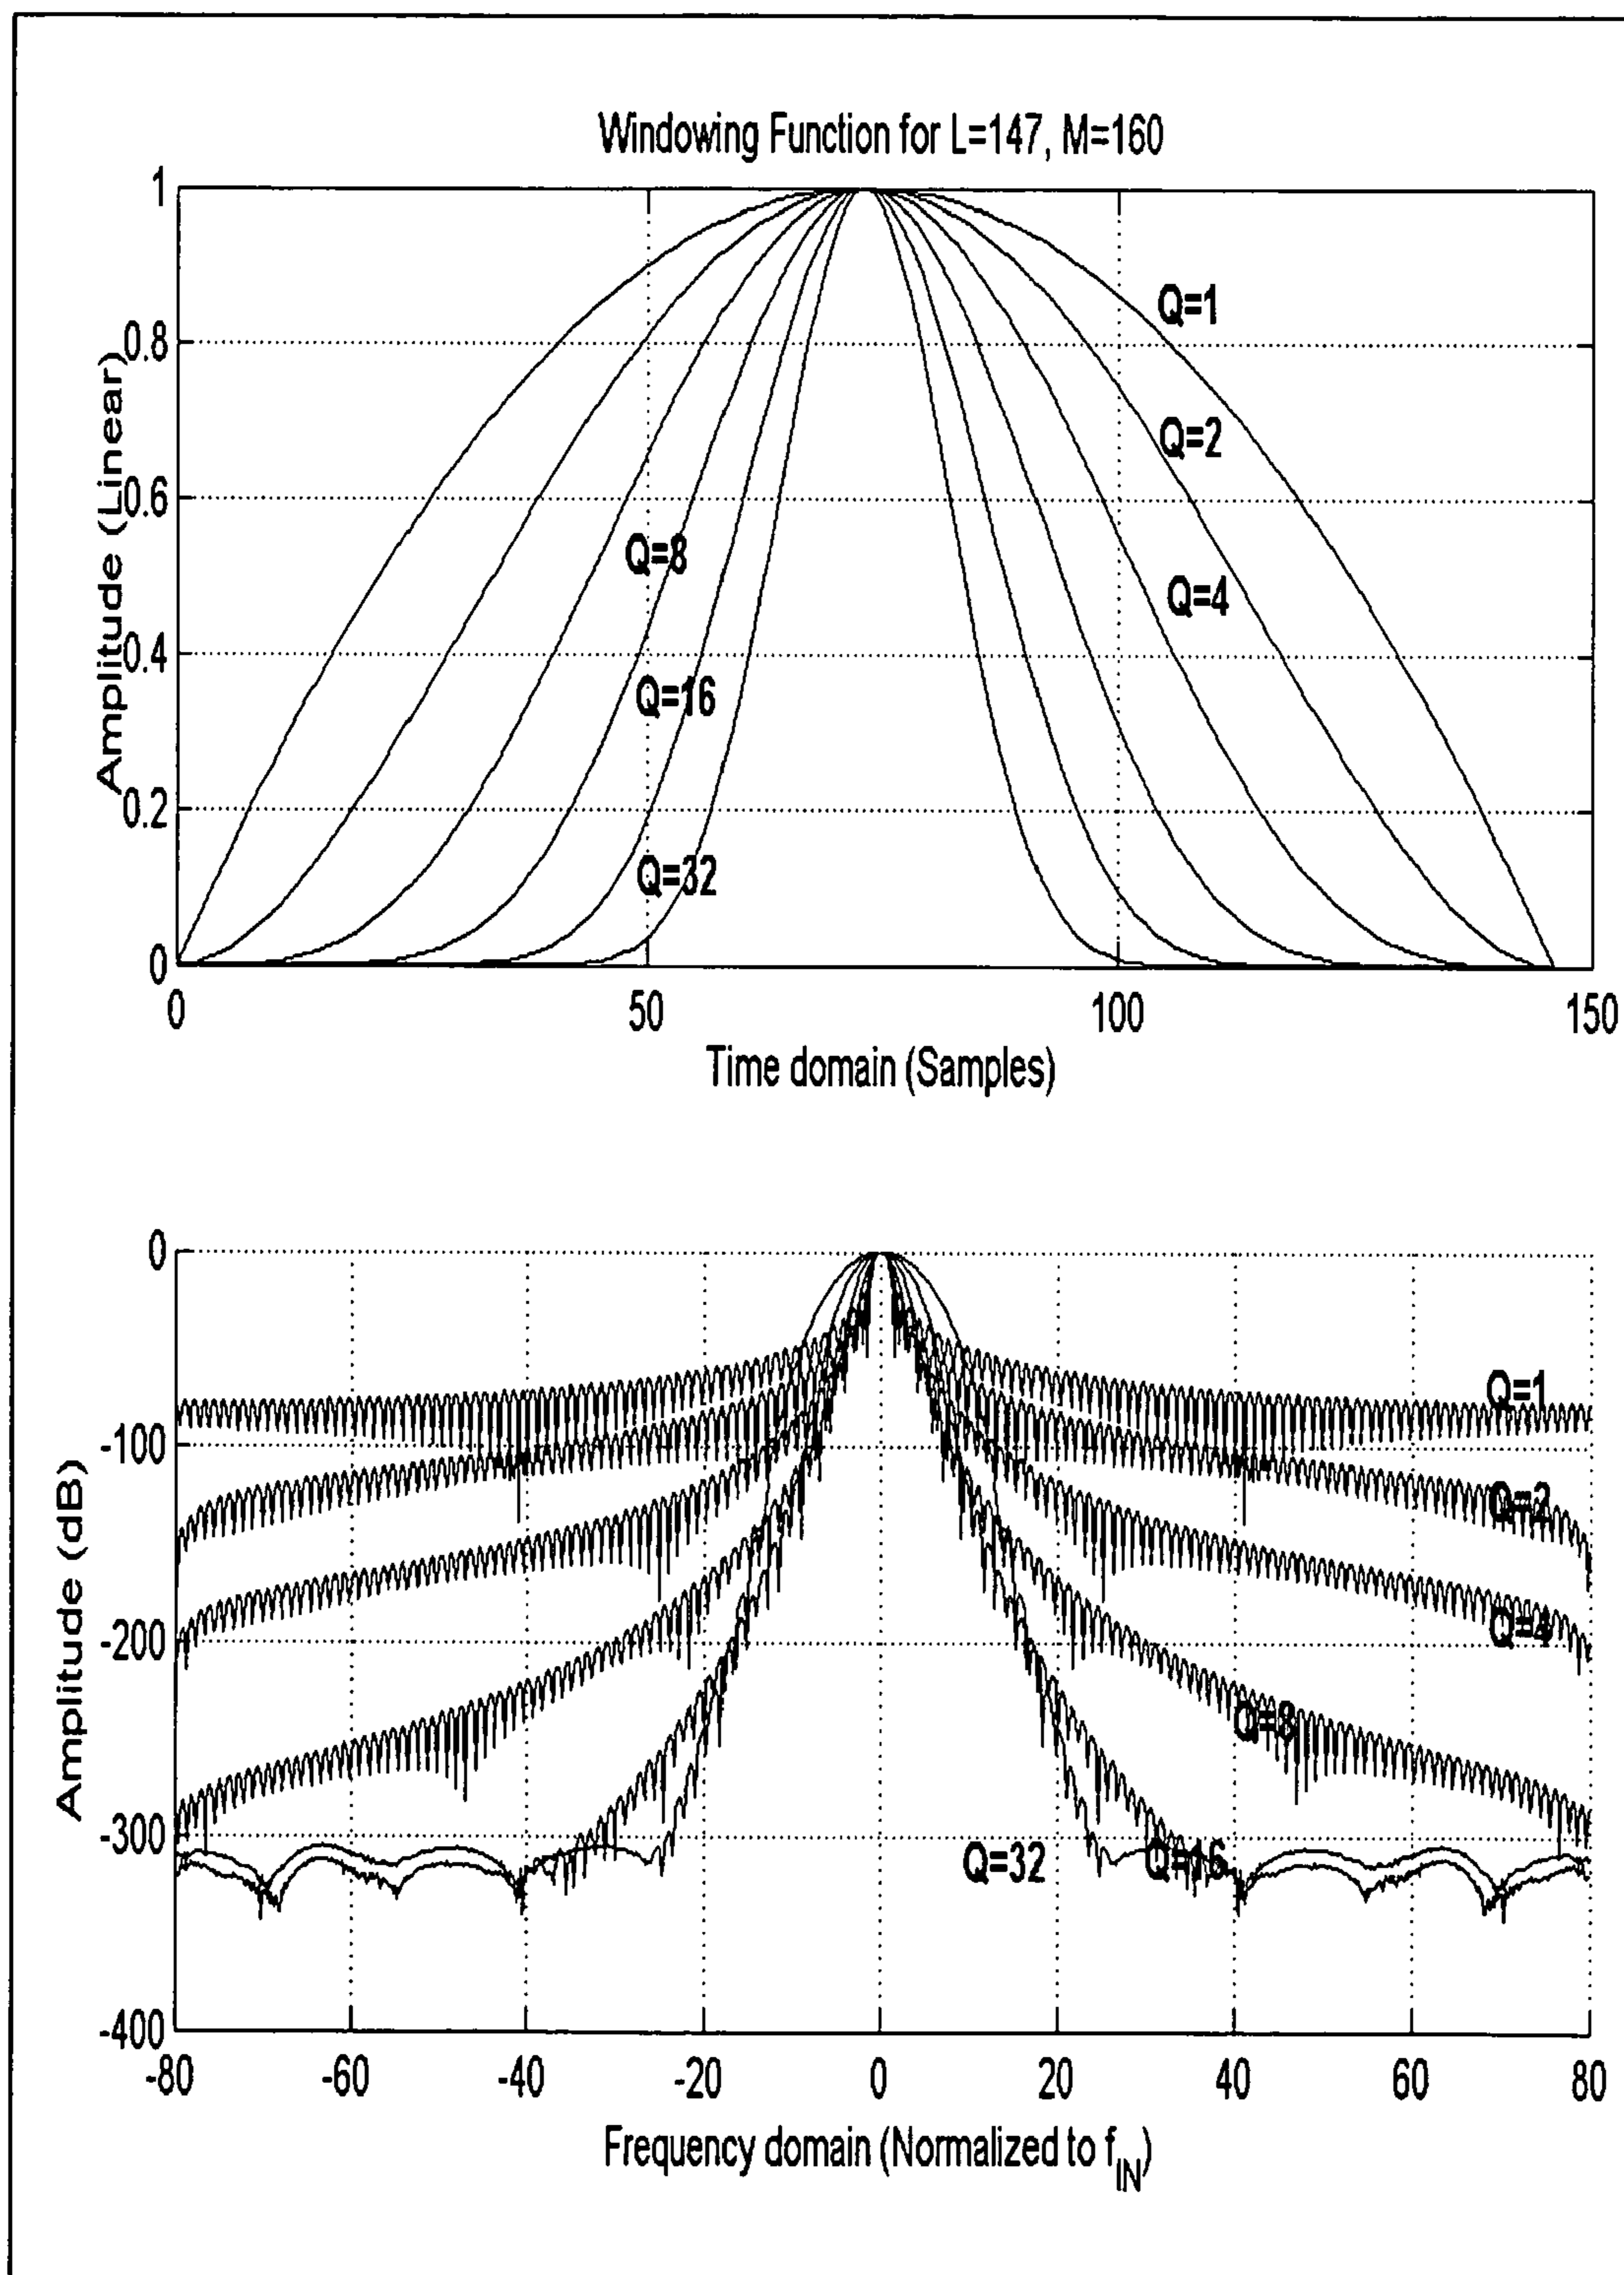 Windowing Function for L=147, M=160
1
0.8
0.6
0.4
0.2
0
Amplitude (Linear)
Q=1
Q=2
Q=8
Q=4
Q=16
Q=32
0 50 100 150
Time domain (Samples)
0
-100
-200
-300
-400
Amplitude (dB)
Q=1
Q=2
Q=4
Q=8
Q=32 Q=16
-80 -60 -40 -20 0 20 40 60 80
Frequency domain (Normalized to f_IN)